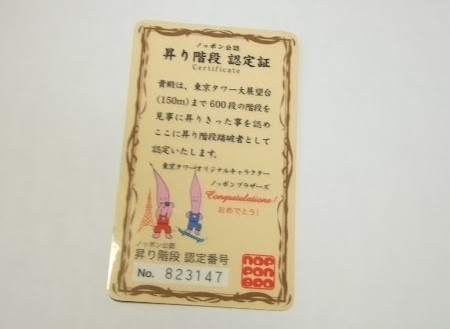 ノッポン公認
昇り階段 認定証
Certificate
貴殿は、東京タワー大展望台
(150m)まで600段の階段を
見事に昇りきった事を認め
ここに昇り階段踏破者として
認定いたします。
東京タワーオリジナルキャラクター
ノッポンブラザーズ
Congratulations!
おめでとう!
ノッポン公認
昇り階段 認定番号
No. 823147
NOP
PON
BRO